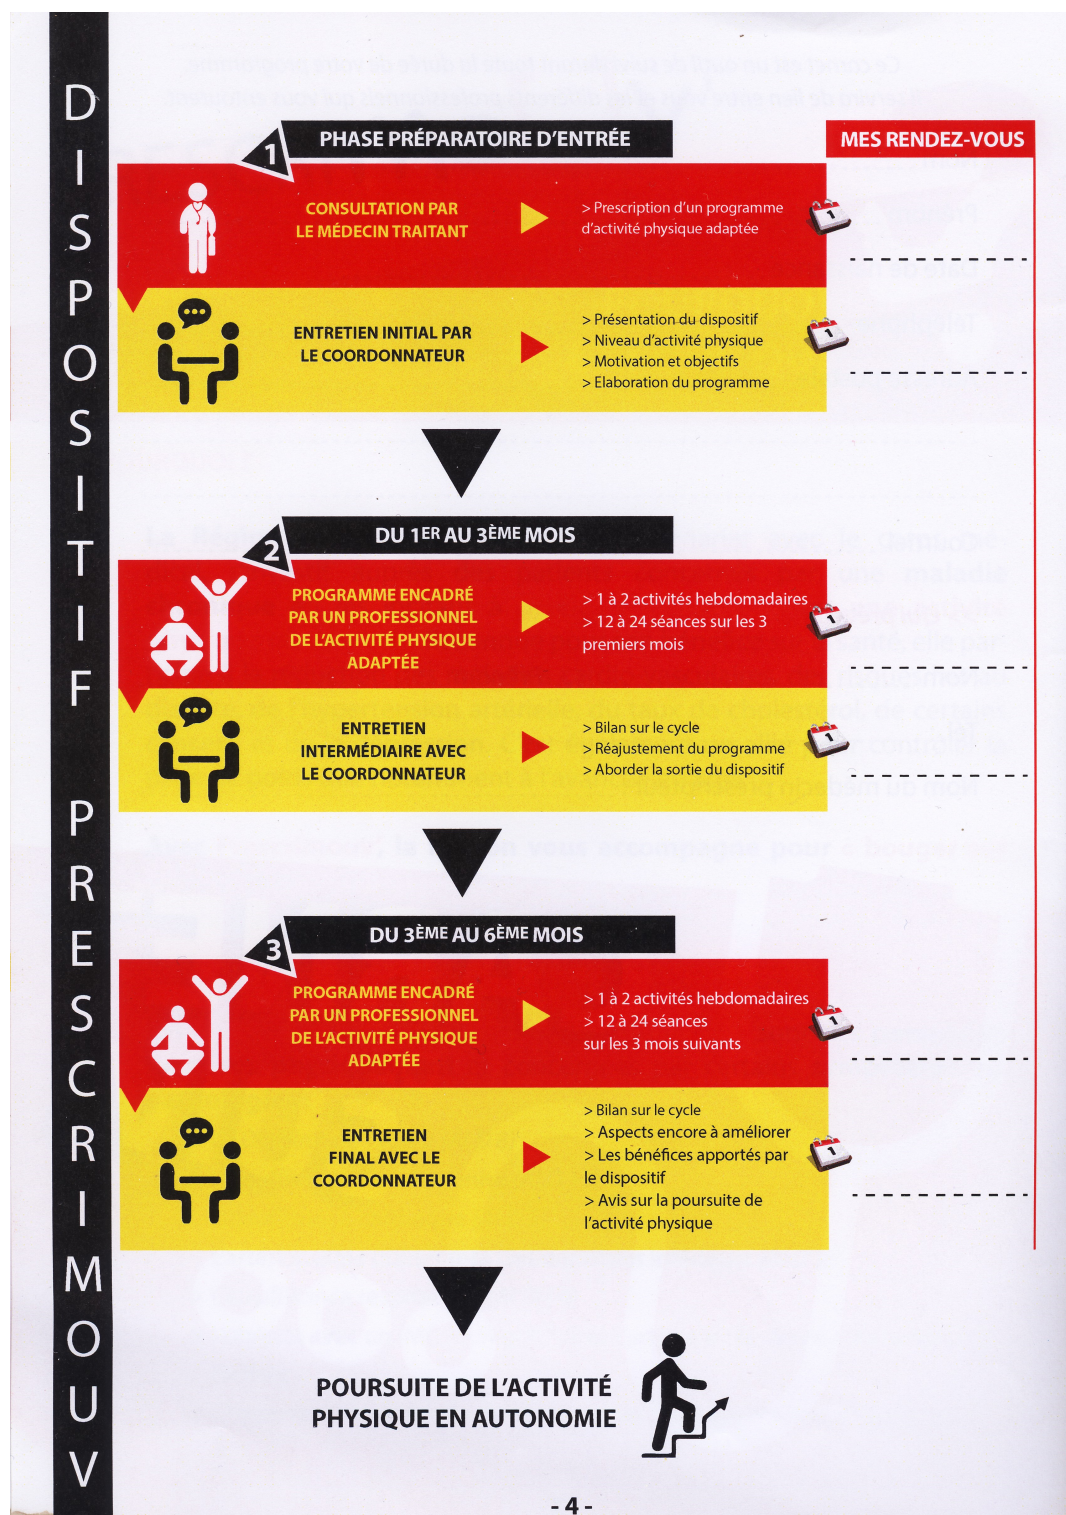 DISPOSITIF PRESCRIMOUV
1
PHASE PRÉPARATOIRE D'ENTRÉE
MES RENDEZ-VOUS
CONSULTATION PAR
LE MÉDECIN TRAITANT
> Prescription d'un programme
d'activité physique adaptée
1
ENTRETIEN INITIAL PAR
LE COORDONNATEUR
> Présentation du dispositif
> Niveau d'activité physique
> Motivation et objectifs
> Elaboration du programme
1
2
DU 1ER AU 3ÈME MOIS
PROGRAMME ENCADRÉ
PAR UN PROFESSIONNEL
DE L'ACTIVITÉ PHYSIQUE
ADAPTÉE
> 1 à 2 activités hebdomadaires
> 12 à 24 séances sur les 3
premiers mois
1
ENTRETIEN
INTERMÉDIAIRE AVEC
LE COORDONNATEUR
> Bilan sur le cycle
> Réajustement du programme
> Aborder la sortie du dispositif
1
3
DU 3ÈME AU 6ÈME MOIS
PROGRAMME ENCADRÉ
PAR UN PROFESSIONNEL
DE L'ACTIVITÉ PHYSIQUE
ADAPTÉE
> 1 à 2 activités hebdomadaires
> 12 à 24 séances
sur les 3 mois suivants
1
ENTRETIEN
FINAL AVEC LE
COORDONNATEUR
> Bilan sur le cycle
> Aspects encore à améliorer
> Les bénéfices apportés par
le dispositif
> Avis sur la poursuite de
l'activité physique
1
POURSUITE DE L'ACTIVITÉ
PHYSIQUE EN AUTONOMIE
- 4 -